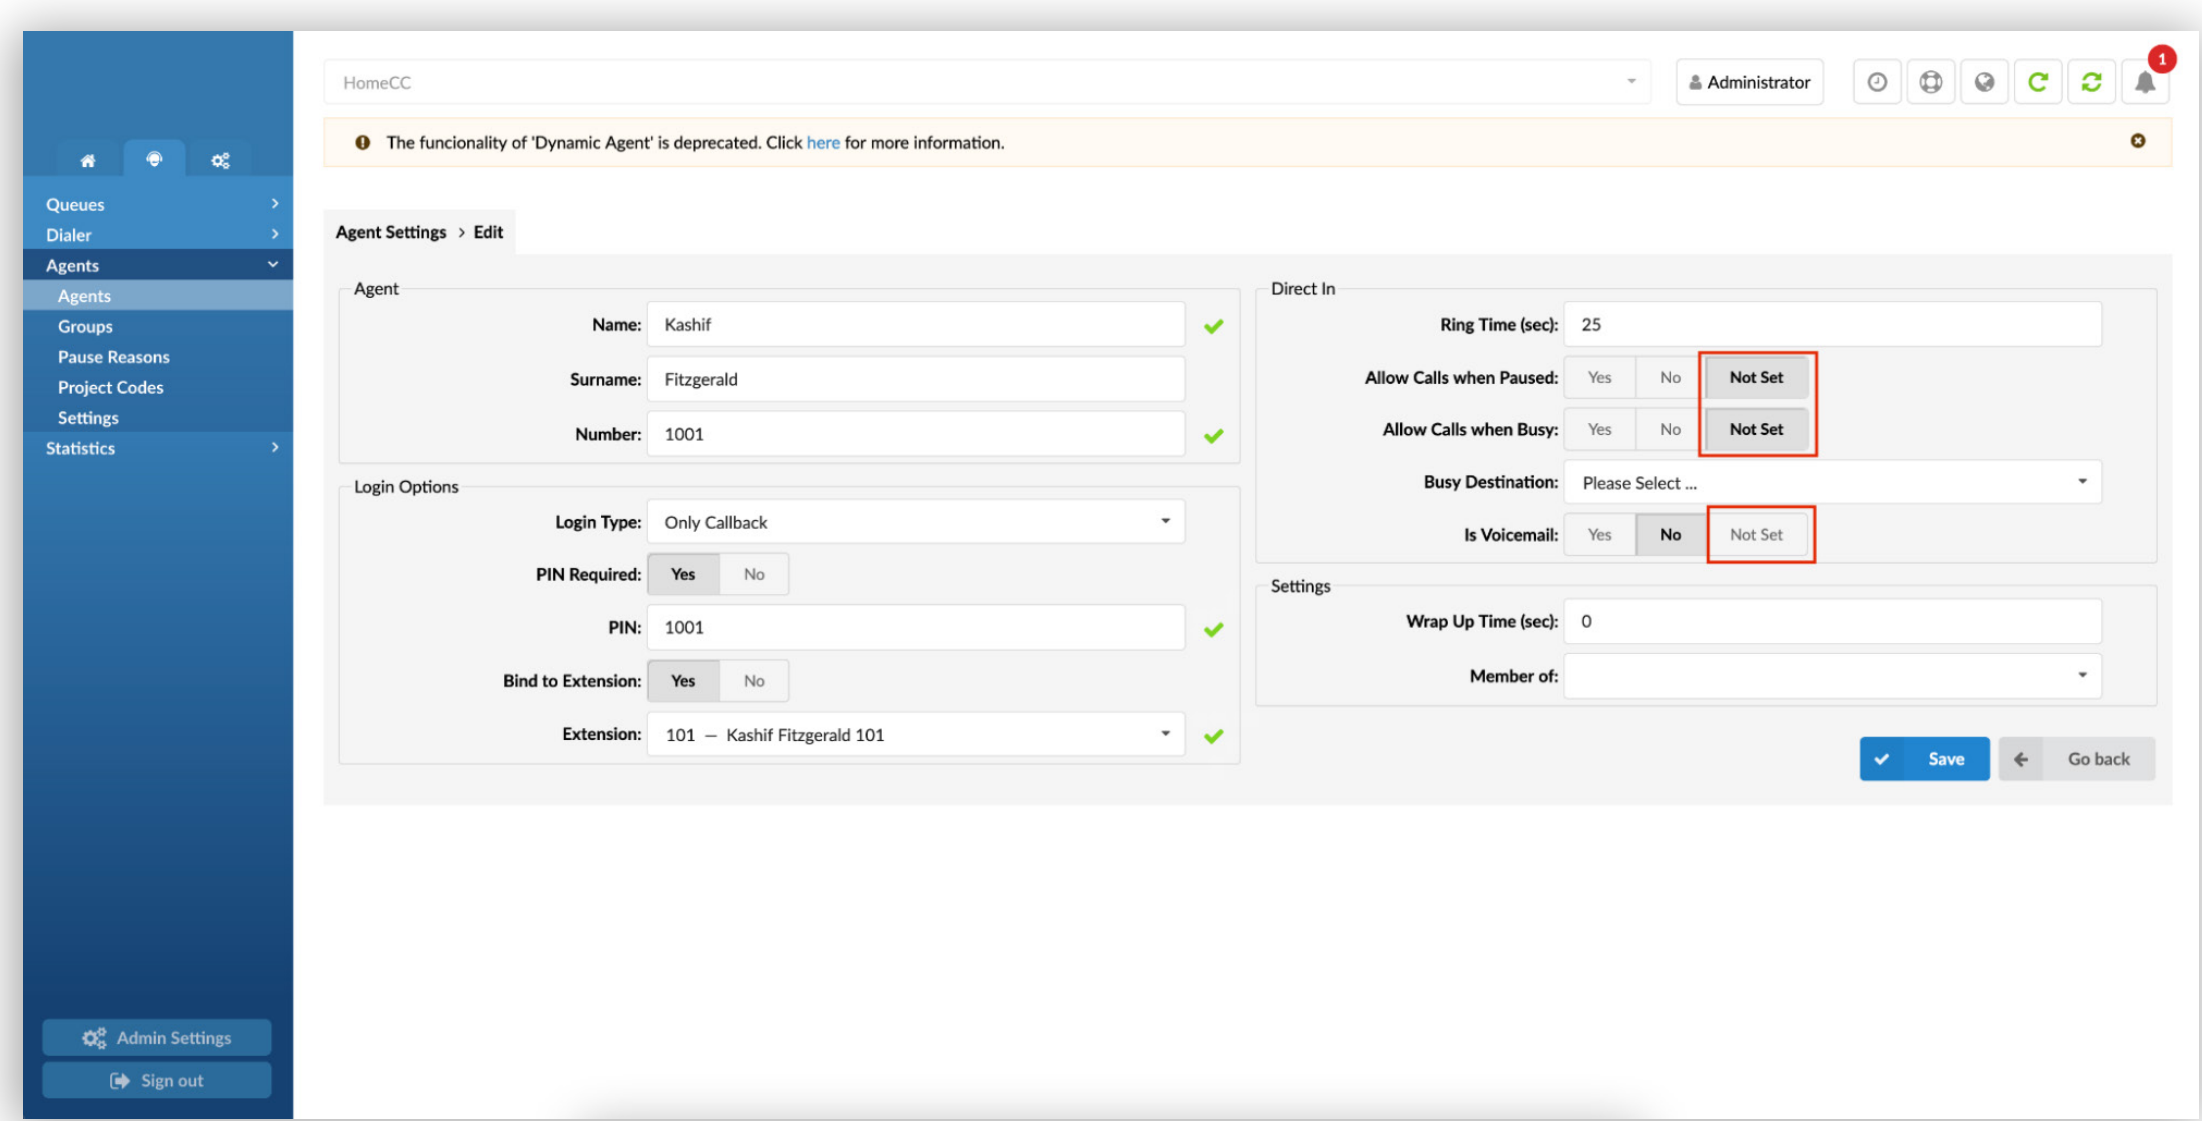 HomeCC
Administrator
1
The funcionality of 'Dynamic Agent' is deprecated. Click here for more information.
Queues
Dialer
Agents
Agents
Groups
Pause Reasons
Project Codes
Settings
Statistics
Admin Settings
Sign out
Agent Settings > Edit
Agent
Name: Kashif
Surname: Fitzgerald
Number: 1001
Login Options
Login Type: Only Callback
PIN Required: Yes No
PIN: 1001
Bind to Extension: Yes No
Extension: 101 — Kashif Fitzgerald 101
Direct In
Ring Time (sec): 25
Allow Calls when Paused: Yes No Not Set
Allow Calls when Busy: Yes No Not Set
Busy Destination: Please Select ...
Is Voicemail: Yes No Not Set
Settings
Wrap Up Time (sec): 0
Member of:
Save Go back